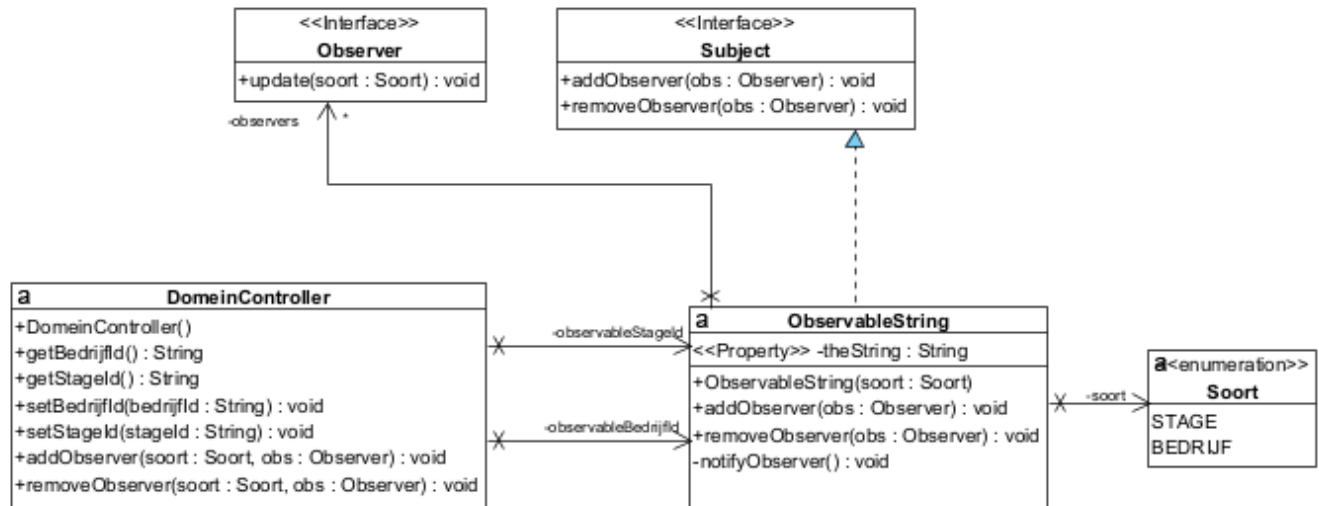 <<Interface>>
Observer
+update(soort : Soort) : void
<<Interface>>
Subject
+addObserver(obs : Observer) : void
+removeObserver(obs : Observer) : void
-observers
*
a
DomeinController
+DomeinController()
+getBedrijfId() : String
+getStageId() : String
+setBedrijfId(bedrijfId : String) : void
+setStageId(stageId : String) : void
+addObserver(soort : Soort, obs : Observer) : void
+removeObserver(soort : Soort, obs : Observer) : void
-observableStageId
-observableBedrijfId
a
ObservableString
<<Property>> -theString : String
+ObservableString(soort : Soort)
+addObserver(obs : Observer) : void
+removeObserver(obs : Observer) : void
-notifyObserver() : void
-soort
a<enumeration>>
Soort
STAGE
BEDRIJF